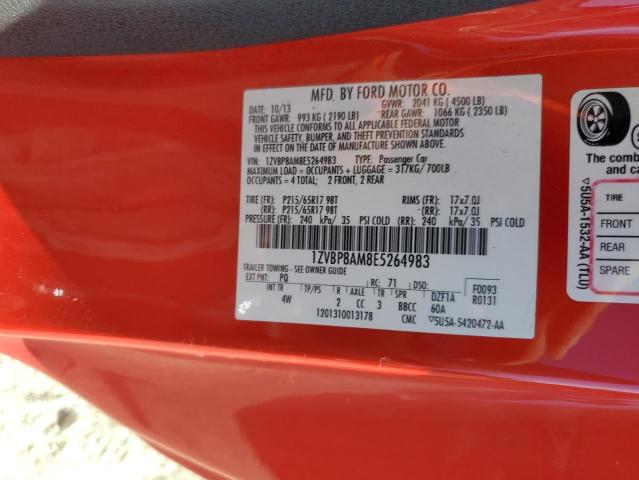 MFD. BY FORD MOTOR CO.
DATE: 10/13 GVWR: 2041 KG ( 4500 LB)
FRONT GAWR: 993 KG ( 2190 LB) REAR GAWR: 1066 KG ( 2350 LB)
THIS VEHICLE CONFORMS TO ALL APPLICABLE FEDERAL MOTOR
VEHICLE SAFETY, BUMPER, AND THEFT PREVENTION STANDARDS
IN EFFECT ON THE DATE OF MANUFACTURE SHOWN ABOVE.
VIN: 1ZVBP8AM8E5264983 TYPE: Passenger Car
MAXIMUM LOAD = OCCUPANTS + LUGGAGE = 317KG/ 700LB
OCCUPANTS = 4 TOTAL; 2 FRONT, 2 REAR
TIRE (FR): P215/65R17 98T RIMS (FR): 17x7.0J
(RR): P215/65R17 98T (RR): 17x7.0J
PRESSURE (FR): 240 kPa/ 35 PSI COLD (RR): 240 kPa/ 35 PSI COLD
1ZVBP8AM8E5264983
TRAILER TOWING - SEE OWNER GUIDE
EXT PNT: PQ RC: 71 DSO: F0093
INT TR TP/PS R AXLE TR SPR DZF1A R0131
4W 2 CC 3 BBCC 60A
1201310013178 CMC 5U5A-5420472-AA
The comb
TIRE
FRONT
REAR
SPARE
5U5A-1532-AA (TLU)